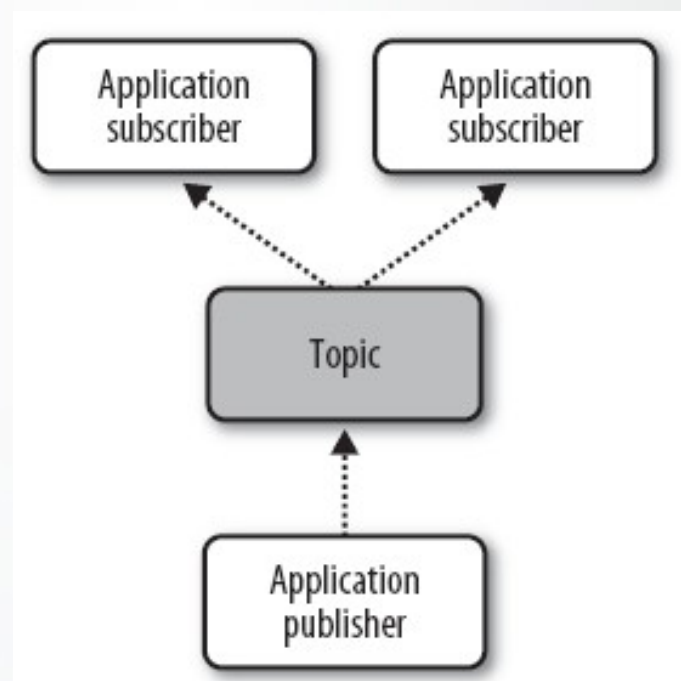 Application
subscriber
Application
subscriber
Topic
Application
publisher